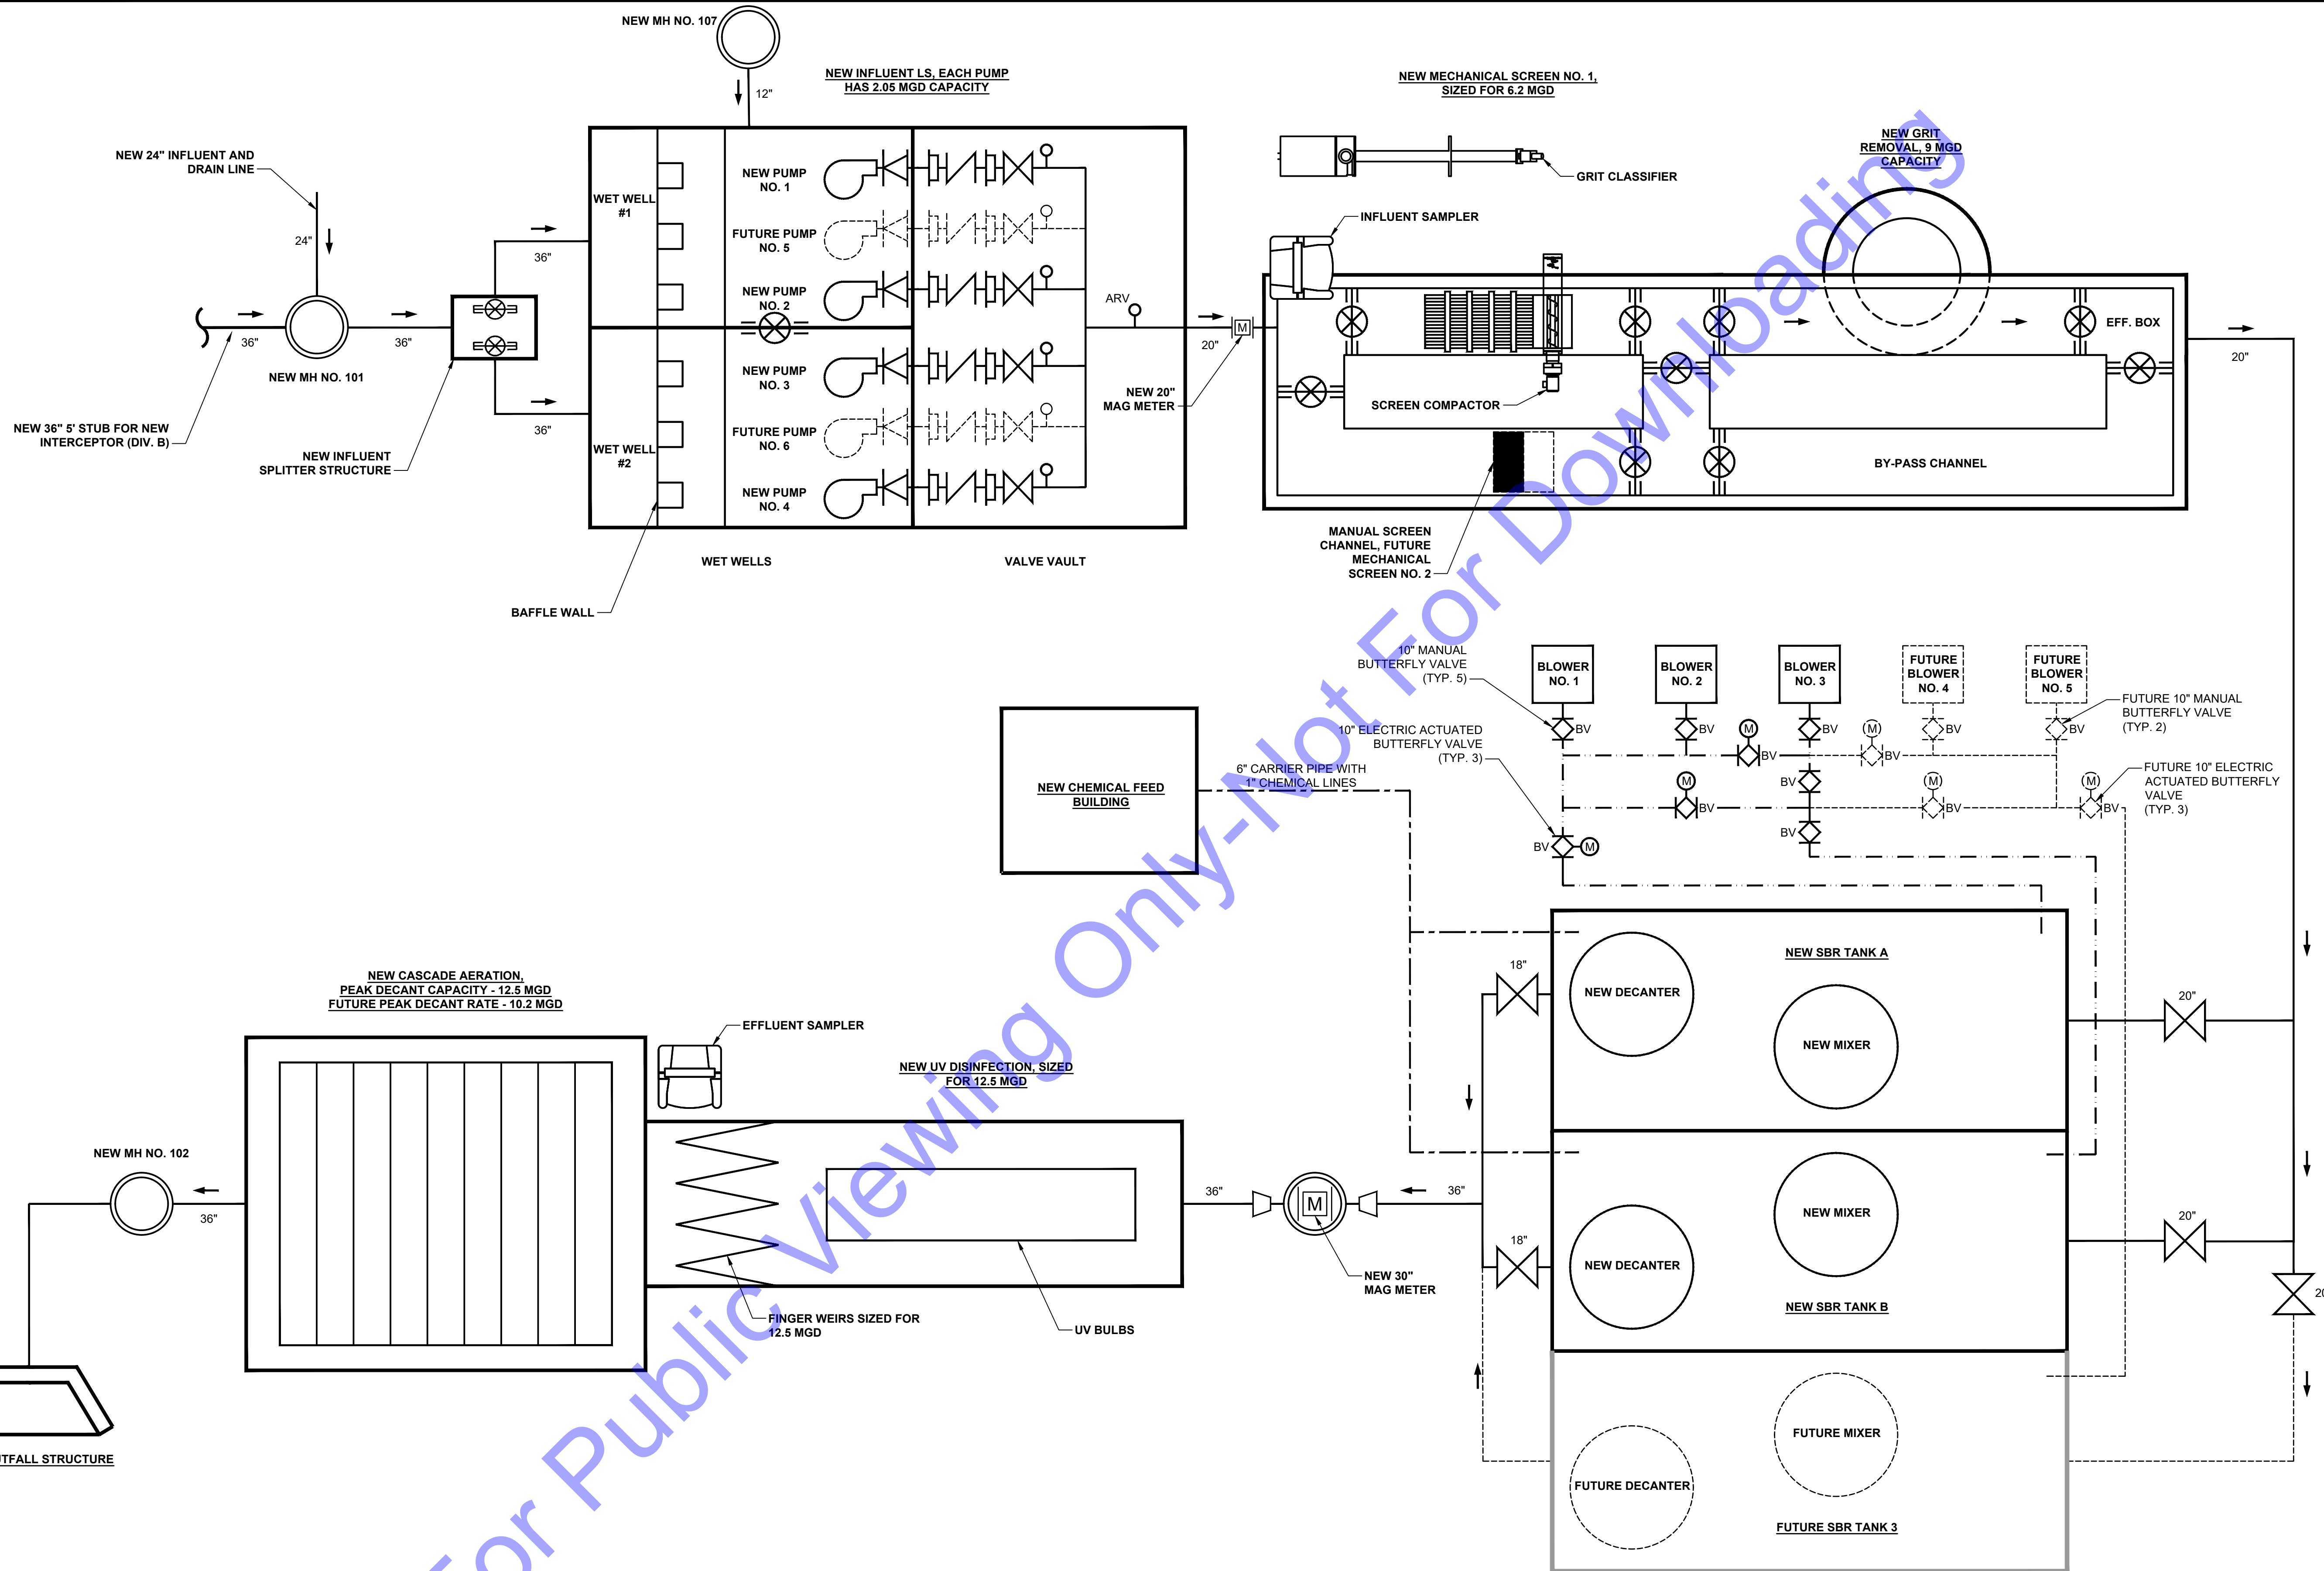 NEW MH NO. 107
12"
NEW INFLUENT LS, EACH PUMP
HAS 2.05 MGD CAPACITY
NEW MECHANICAL SCREEN NO. 1,
SIZED FOR 6.2 MGD
NEW GRIT
REMOVAL, 9 MGD
CAPACITY
GRIT CLASSIFIER
INFLUENT SAMPLER
NEW 24" INFLUENT AND
DRAIN LINE
24"
36"
36"
NEW MH NO. 101
36"
36"
NEW 36" 5' STUB FOR NEW
INTERCEPTOR (DIV. B)
NEW INFLUENT
SPLITTER STRUCTURE
WET WELL
#1
WET WELL
#2
NEW PUMP
NO. 1
FUTURE PUMP
NO. 5
NEW PUMP
NO. 2
NEW PUMP
NO. 3
FUTURE PUMP
NO. 6
NEW PUMP
NO. 4
WET WELLS
VALVE VAULT
BAFFLE WALL
ARV
M
20"
NEW 20"
MAG METER
SCREEN COMPACTOR
EFF. BOX
BY-PASS CHANNEL
20"
MANUAL SCREEN
CHANNEL, FUTURE
MECHANICAL
SCREEN NO. 2
10" MANUAL
BUTTERFLY VALVE
(TYP. 5)
BLOWER
NO. 1
BLOWER
NO. 2
BLOWER
NO. 3
FUTURE
BLOWER
NO. 4
FUTURE
BLOWER
NO. 5
FUTURE 10" MANUAL
BUTTERFLY VALVE
(TYP. 2)
BV
BV
M
BV
M
BV
BV
BV
BV
10" ELECTRIC ACTUATED
BUTTERFLY VALVE
(TYP. 3)
M
BV
BV
M
BV
M
BV
FUTURE 10" ELECTRIC
ACTUATED BUTTERFLY
VALVE
(TYP. 3)
BV
BV
M
NEW CHEMICAL FEED
BUILDING
6" CARRIER PIPE WITH
1" CHEMICAL LINES
NEW CASCADE AERATION,
PEAK DECANT CAPACITY - 12.5 MGD
FUTURE PEAK DECANT RATE - 10.2 MGD
EFFLUENT SAMPLER
NEW UV DISINFECTION, SIZED
FOR 12.5 MGD
NEW MH NO. 102
36"
FINGER WEIRS SIZED FOR
12.5 MGD
UV BULBS
36"
M
36"
NEW 30"
MAG METER
18"
18"
NEW SBR TANK A
NEW DECANTER
NEW MIXER
20"
NEW MIXER
NEW DECANTER
NEW SBR TANK B
20"
20
FUTURE MIXER
FUTURE DECANTER
FUTURE SBR TANK 3
UTFALL STRUCTURE
For Public Viewing Only-Not For Downloading